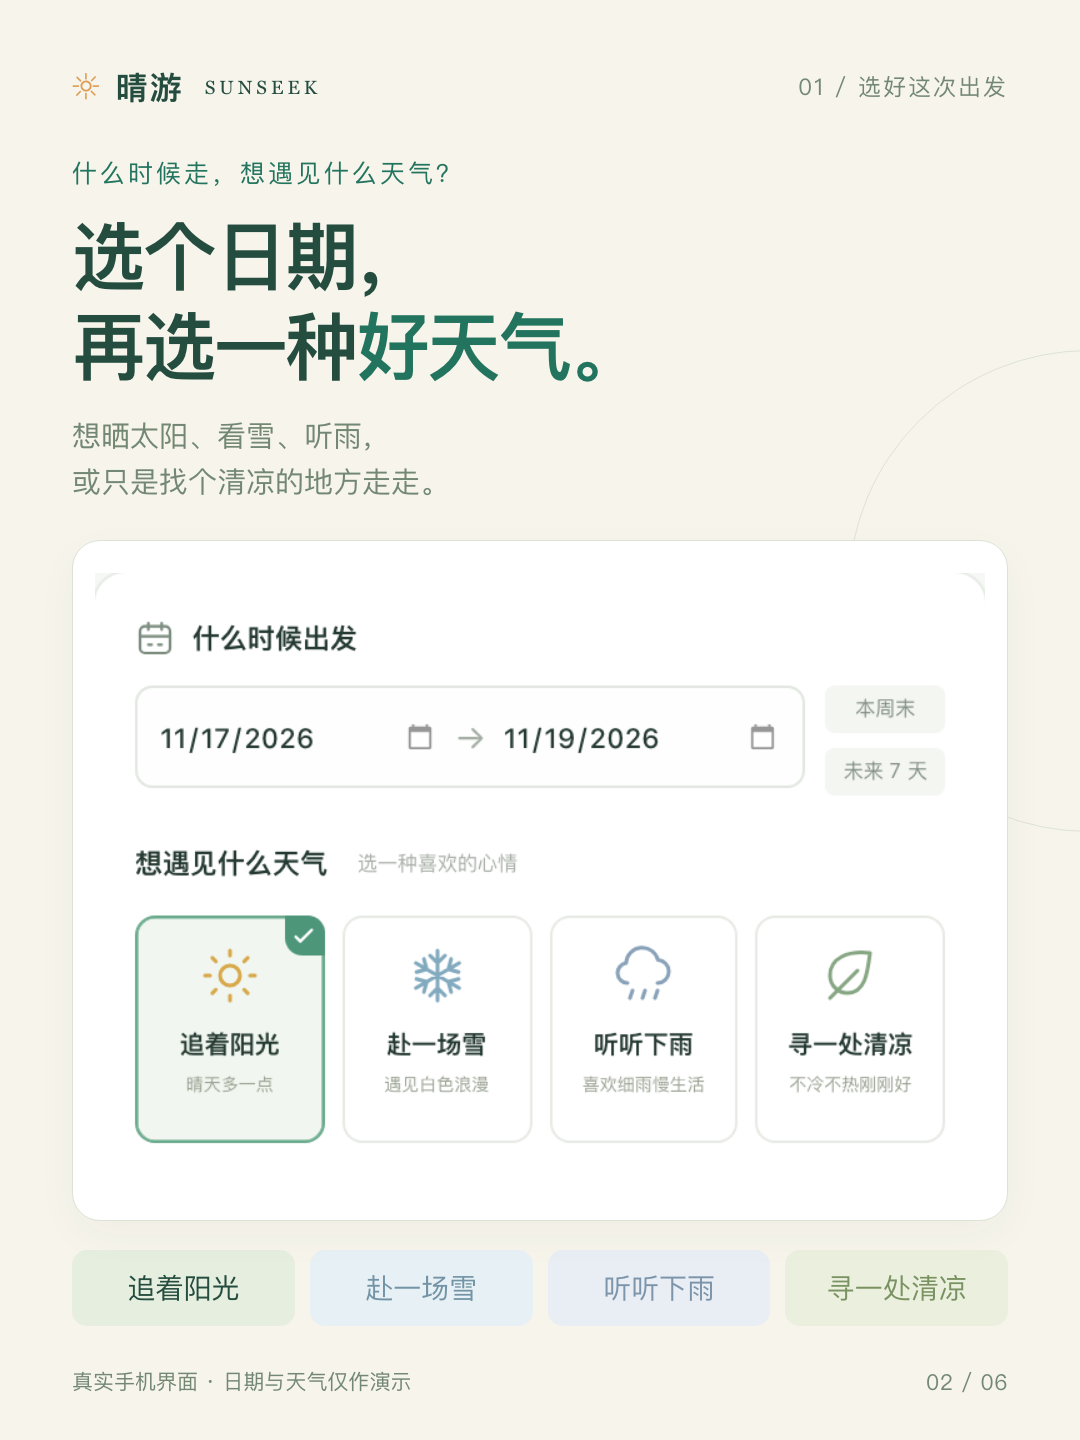 晴游 SUNSEEK
01 / 选好这次出发
什么时候走，想遇见什么天气？
选个日期，
再选一种好天气。
想晒太阳、看雪、听雨，
或只是找个清凉的地方走走。
什么时候出发
11/17/2026 → 11/19/2026
本周末
未来 7 天
想遇见什么天气 选一种喜欢的心情
追着阳光
晴天多一点
赴一场雪
遇见白色浪漫
听听下雨
喜欢细雨慢生活
寻一处清凉
不冷不热刚刚好
追着阳光
赴一场雪
听听下雨
寻一处清凉
真实手机界面 · 日期与天气仅作演示
02 / 06